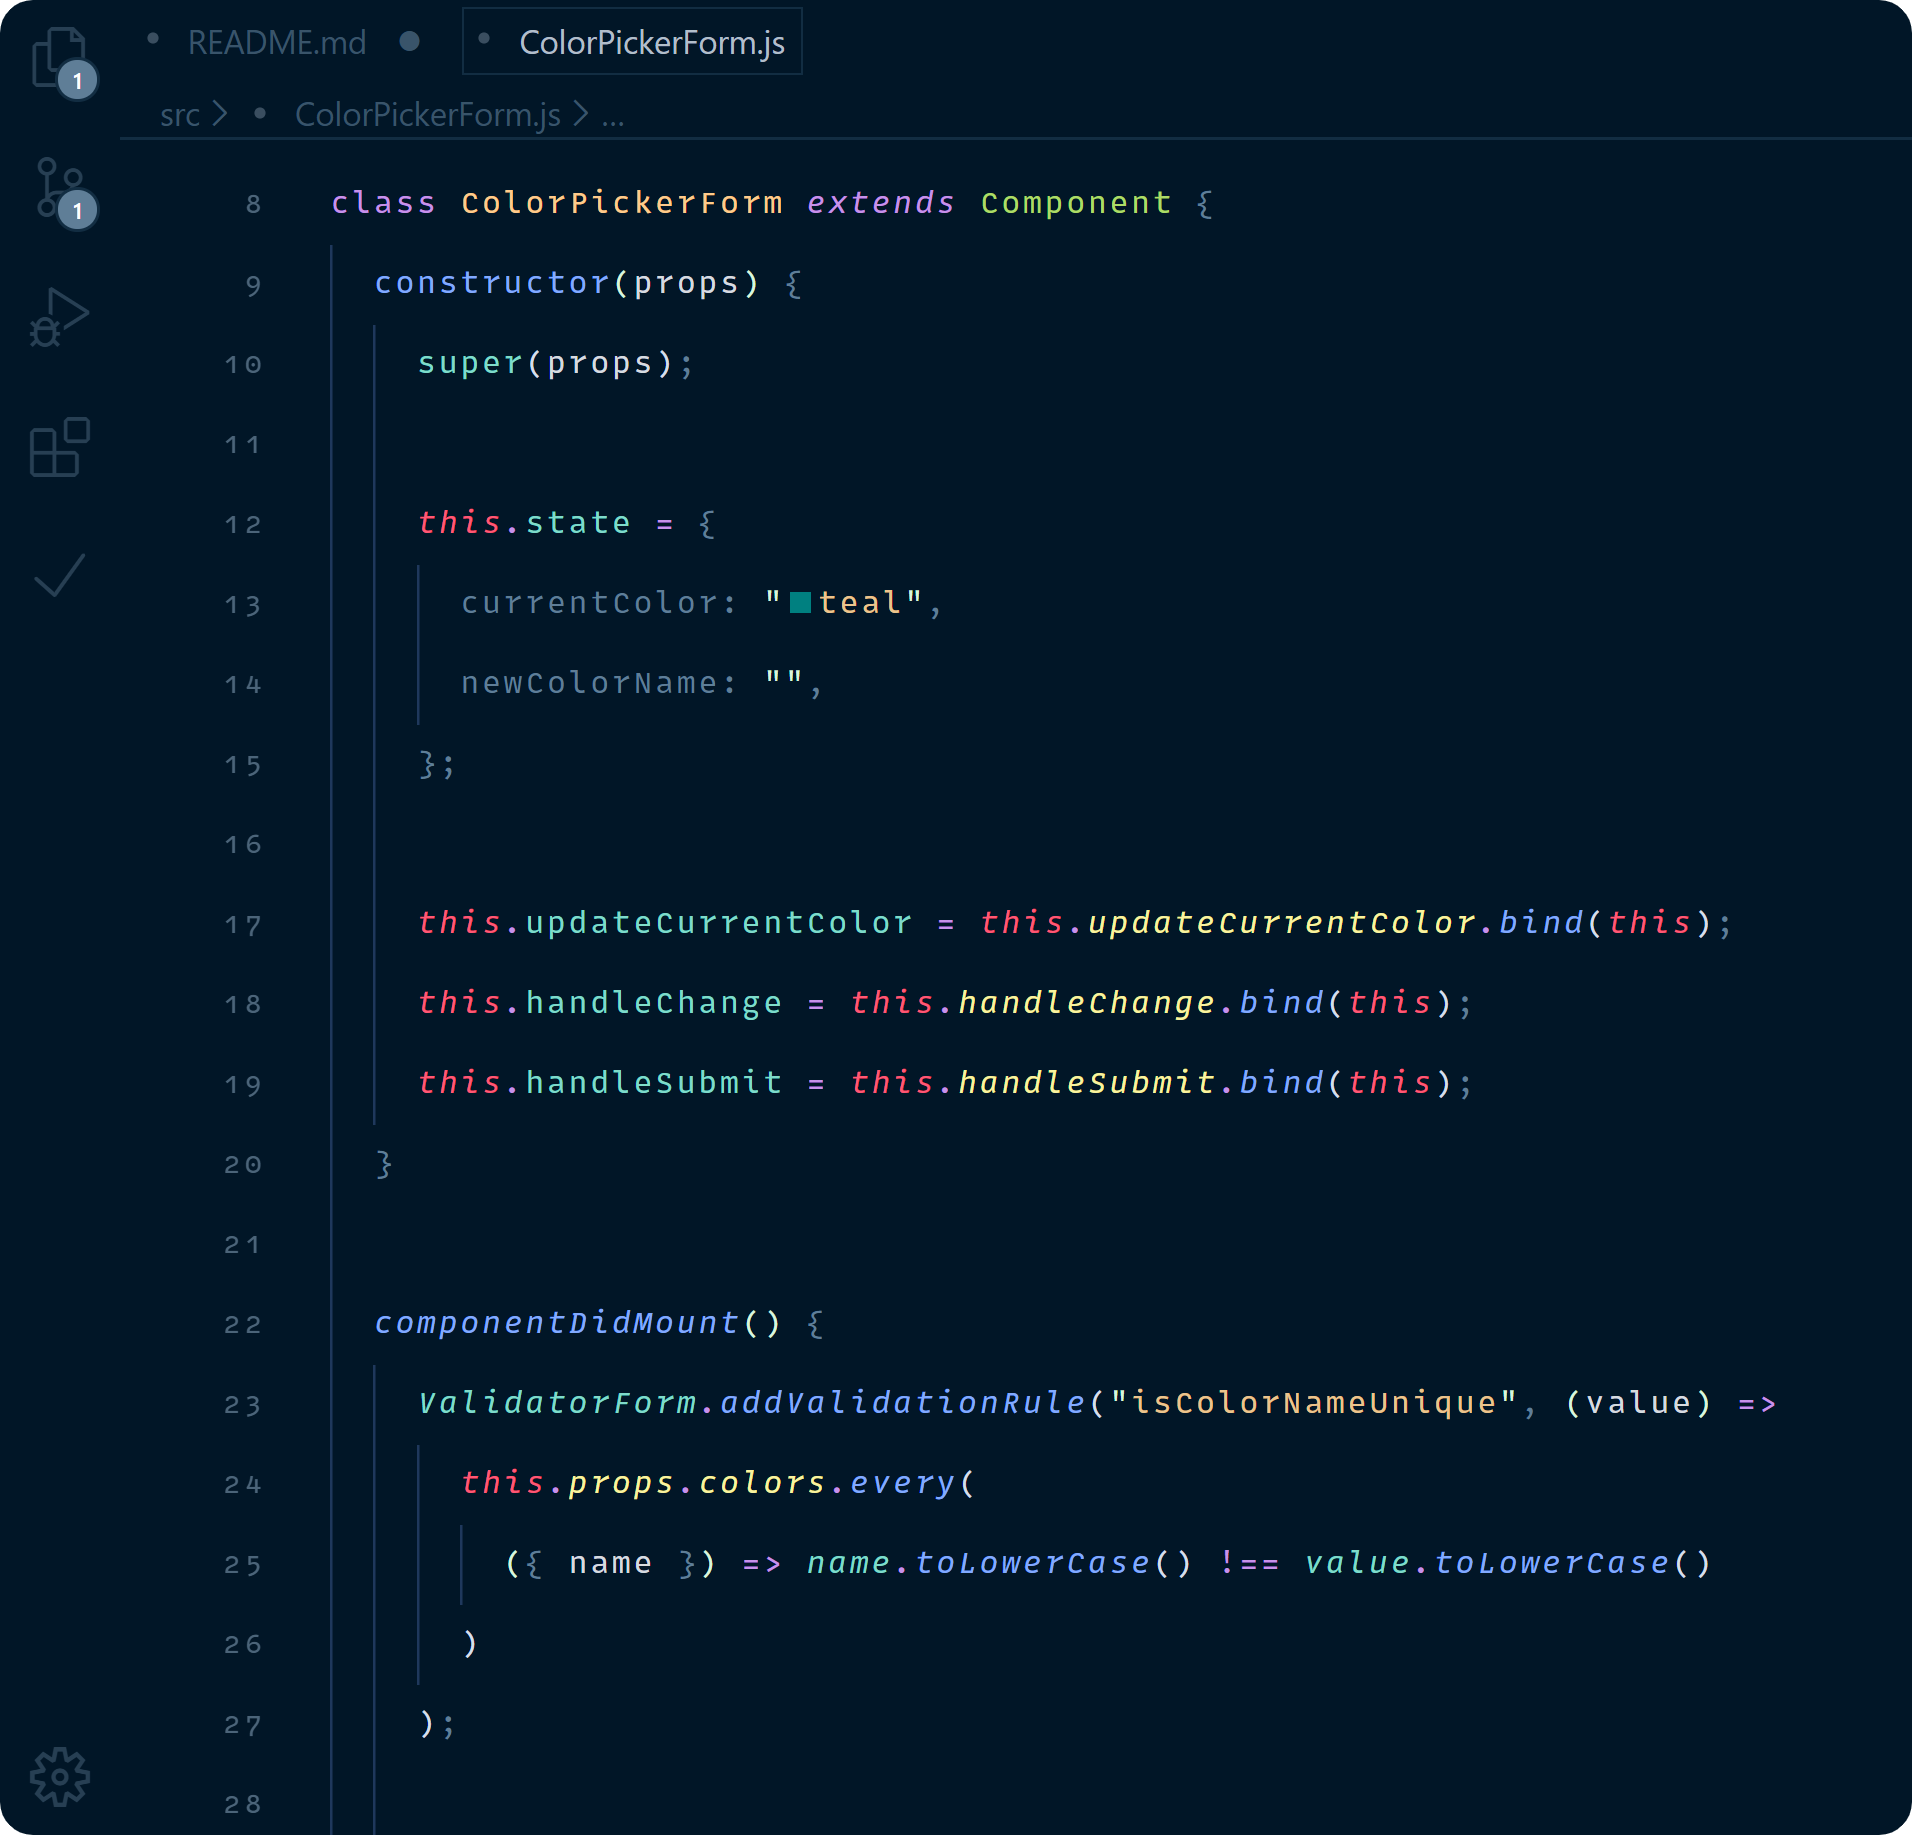 README.md
ColorPickerForm.js
src > ColorPickerForm.js > ...
1
1
8 class ColorPickerForm extends Component {
9 constructor(props) {
10 super(props);
11
12 this.state = {
13 currentColor: "teal",
14 newColorName: "",
15 };
16
17 this.updateCurrentColor = this.updateCurrentColor.bind(this);
18 this.handleChange = this.handleChange.bind(this);
19 this.handleSubmit = this.handleSubmit.bind(this);
20 }
21
22 componentDidMount() {
23 ValidatorForm.addValidationRule("isColorNameUnique", (value) =>
24 this.props.colors.every(
25 ({ name }) => name.toLowerCase() !== value.toLowerCase()
26 )
27 );
28